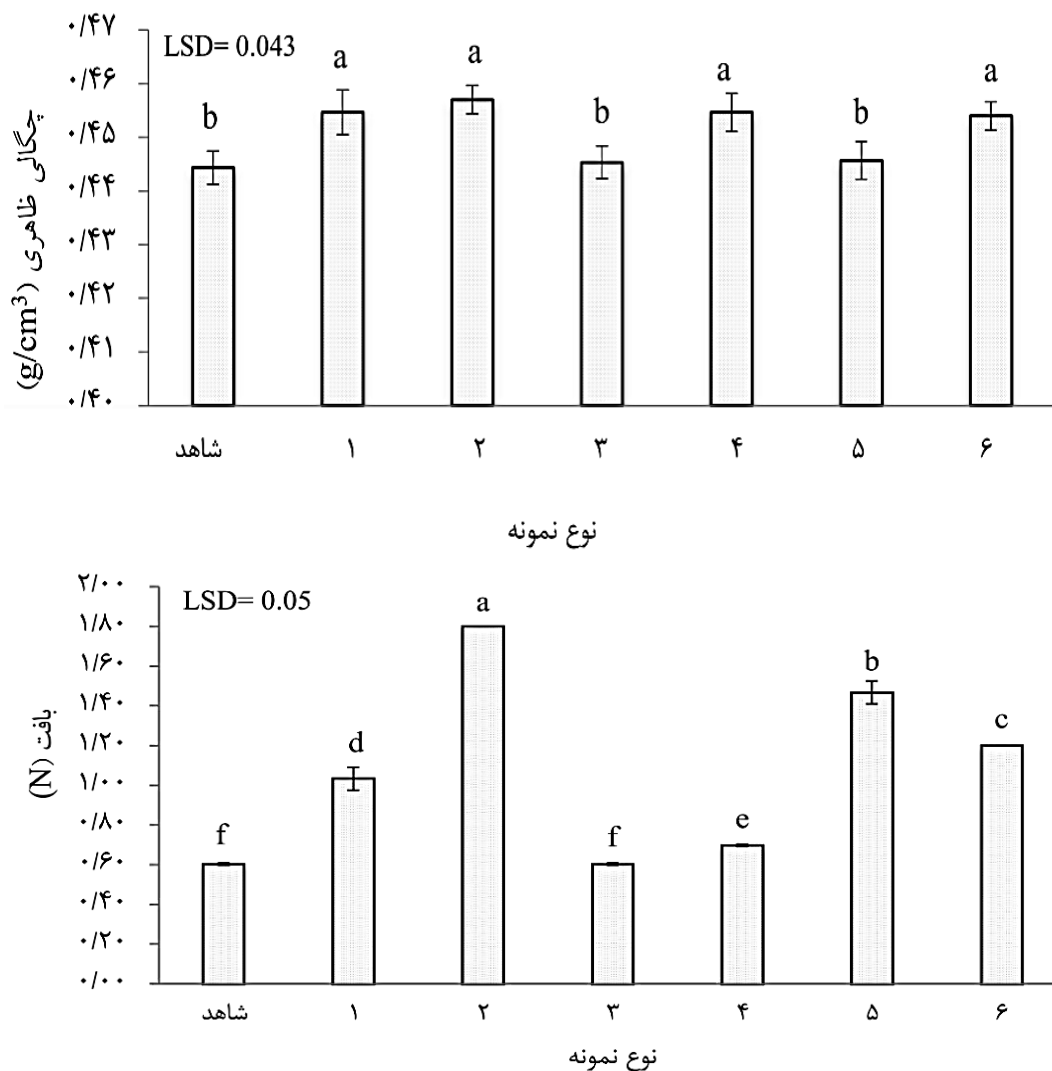 چگالی ظاهری (g/cm³)
۰/۴۷
۰/۴۶
۰/۴۵
۰/۴۴
۰/۴۳
۰/۴۲
۰/۴۱
۰/۴۰
LSD= 0.043
b a a b a b a
شاهد ۱ ۲ ۳ ۴ ۵ ۶
نوع نمونه
بافت (N)
۲/۰۰
۱/۸۰
۱/۶۰
۱/۴۰
۱/۲۰
۱/۰۰
۰/۸۰
۰/۶۰
۰/۴۰
۰/۲۰
۰/۰۰
LSD= 0.05
f d a f e b c
شاهد ۱ ۲ ۳ ۴ ۵ ۶
نوع نمونه